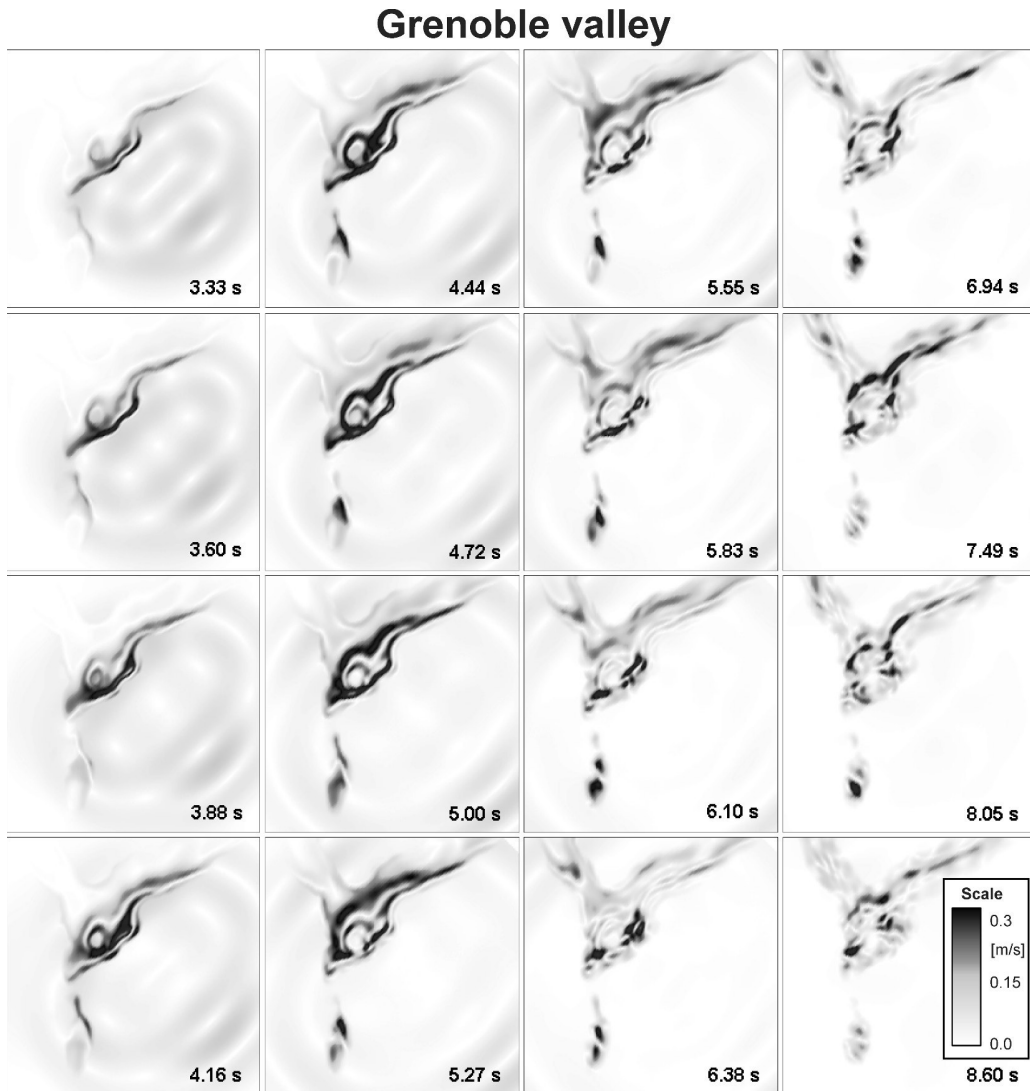 Grenoble valley
3.33 s
4.44 s
5.55 s
6.94 s
3.60 s
4.72 s
5.83 s
7.49 s
3.88 s
5.00 s
6.10 s
8.05 s
4.16 s
5.27 s
6.38 s
8.60 s
Scale
0.3
[m/s]
0.15
0.0